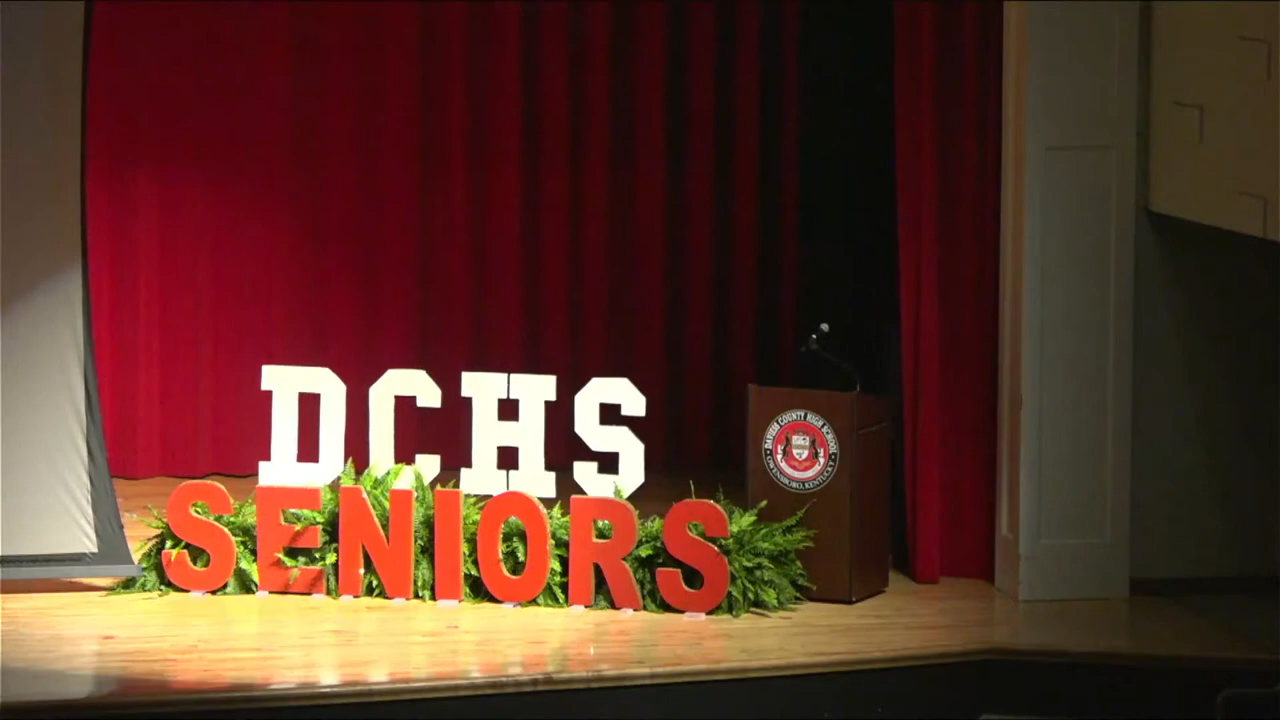 DCHS
SENIORS
DAVIESS COUNTY HIGH SCHOOL
• OWENSBORO, KENTUCKY •